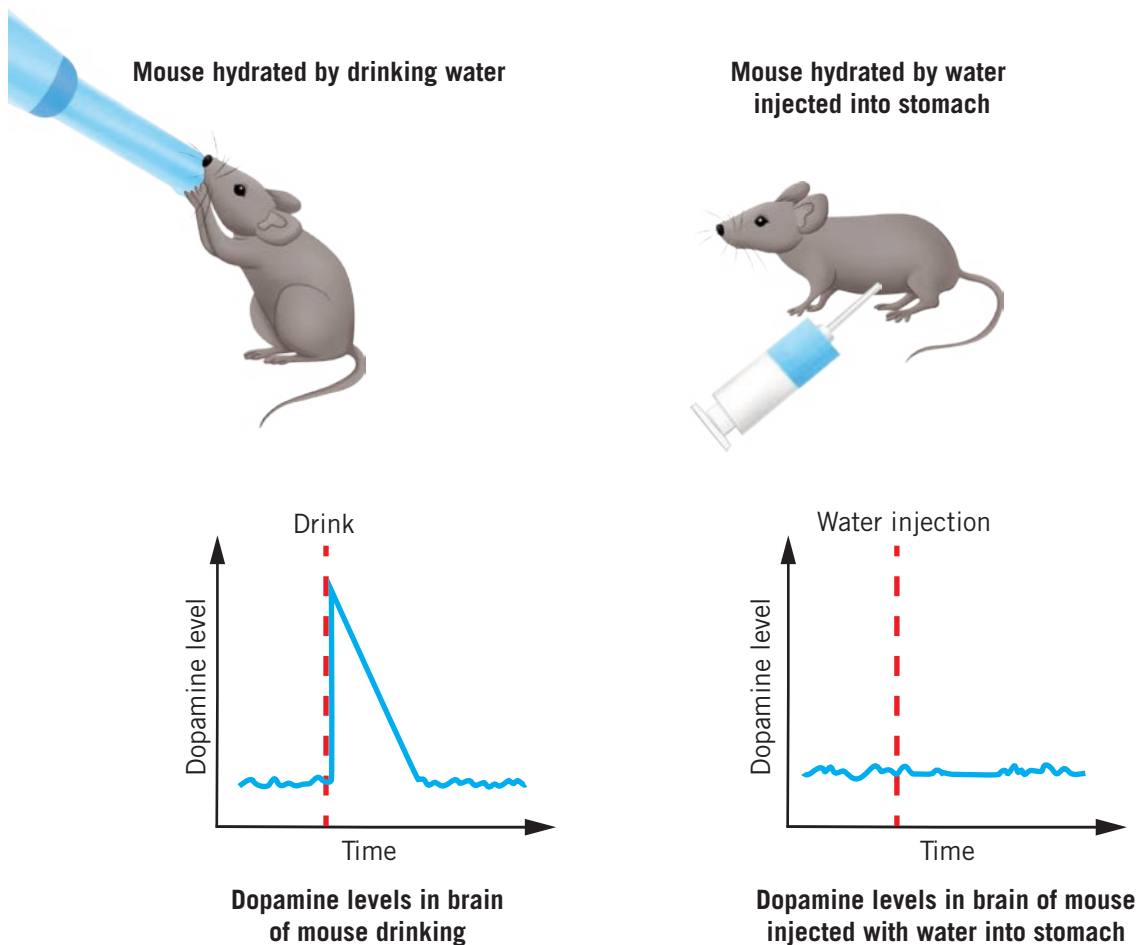 Mouse hydrated by drinking water
Mouse hydrated by water
injected into stomach
Drink
Dopamine level
Time
Dopamine levels in brain
of mouse drinking
Water injection
Dopamine level
Time
Dopamine levels in brain of mouse
injected with water into stomach